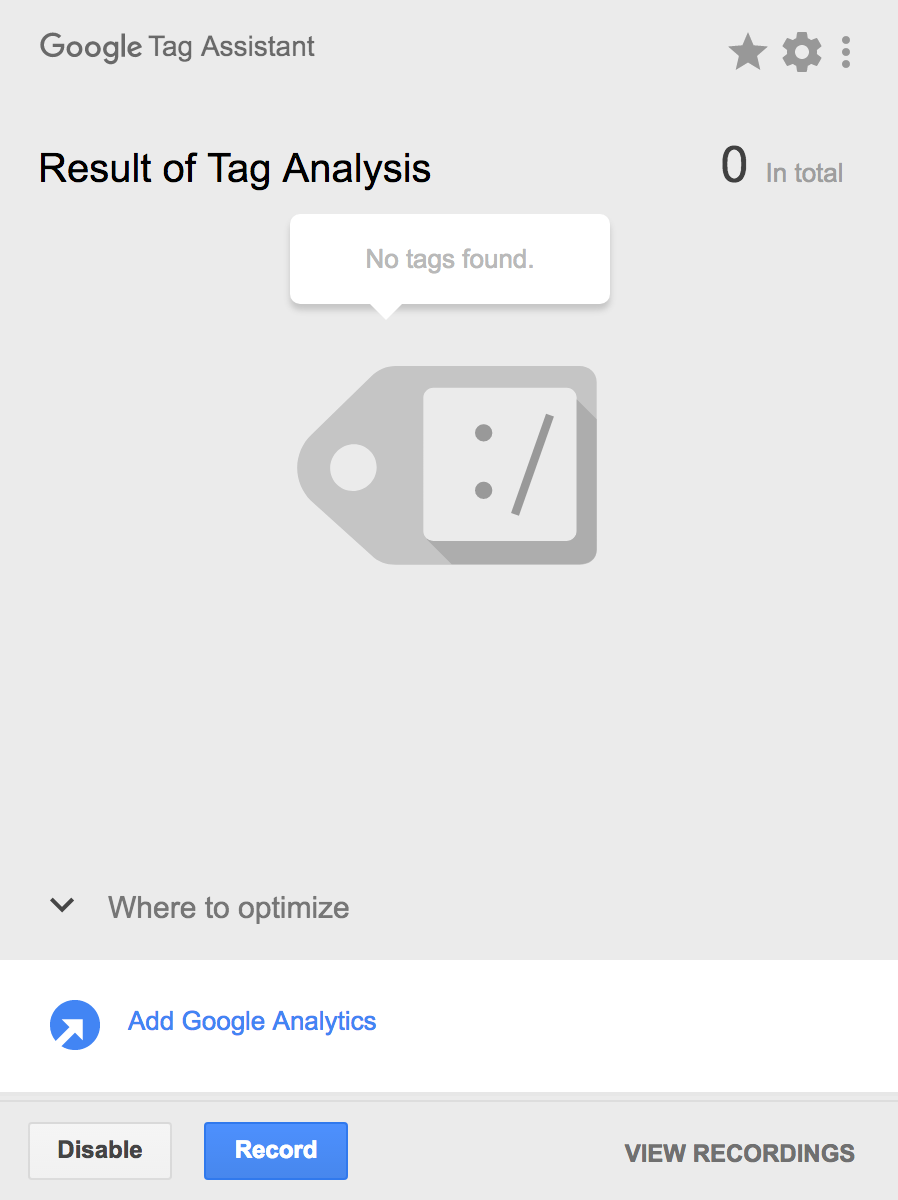 Google Tag Assistant
Result of Tag Analysis
0 In total
No tags found.
:/
Where to optimize
Add Google Analytics
Disable
Record
VIEW RECORDINGS